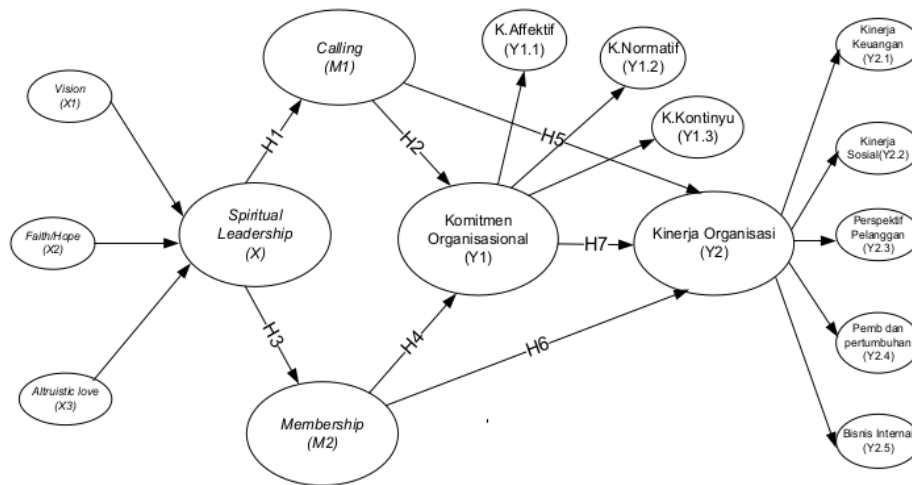 Vision
(X1)
Faith/Hope
(X2)
Altruistic love
(X3)
Spiritual
Leadership
(X)
H1
H3
Calling
(M1)
Membership
(M2)
H2
H4
H5
H6
K.Affektif
(Y1.1)
K.Normatif
(Y1.2)
K.Kontinyu
(Y1.3)
Komitmen
Organisasional
(Y1)
H7
Kinerja Organisasi
(Y2)
Kinerja
Keuangan
(Y2.1)
Kinerja
Sosial(Y2.2)
Perspektif
Pelanggan
(Y2.3)
Pemb dan
pertumbuhan
(Y2.4)
Bisnis Internal
(Y2.5)